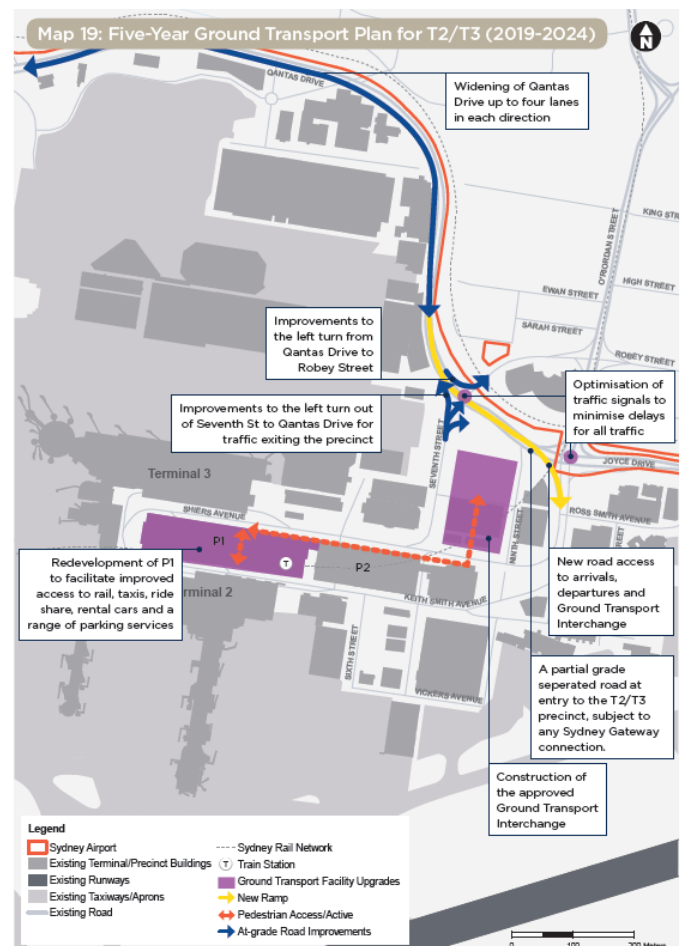 Map 19: Five-Year Ground Transport Plan for T2/T3 (2019-2024)
N
QANTAS DRIVE
Widening of Qantas
Drive up to four lanes
in each direction
O'RIORDAN STREET
KING STR
HIGH STREET
EWAN STREET
SARAH STREET
ROBEY STREET
Improvements to
the left turn from
Qantas Drive to
Robey Street
Optimisation of
traffic signals to
minimise delays
for all traffic
Improvements to the left turn out
of Seventh St to Qantas Drive for
traffic exiting the precinct
JOYCE DRIVE
Terminal 3
SEVENTH STREET
SHIERS AVENUE
ROSS SMITH AVENUE
NINTH STREET
P1
P2
T
Redevelopment of P1
to facilitate improved
access to rail, taxis, ride
share, rental cars and a
range of parking services
New road access
to arrivals,
departures and
Ground Transport
Interchange
erminal 2
KEITH SMITH AVENUE
SIXTH STREET
VICKERS AVENUE
A partial grade
seperated road at
entry to the T2/T3
precinct, subject to
any Sydney Gateway
connection.
Construction of
the approved
Ground Transport
Interchange
Legend
Sydney Airport
Existing Terminal/Precinct Buildings
Existing Runways
Existing Taxiways/Aprons
Existing Road
Sydney Rail Network
T Train Station
Ground Transport Facility Upgrades
New Ramp
Pedestrian Access/Active
At-grade Road Improvements
0 100 200 Metres